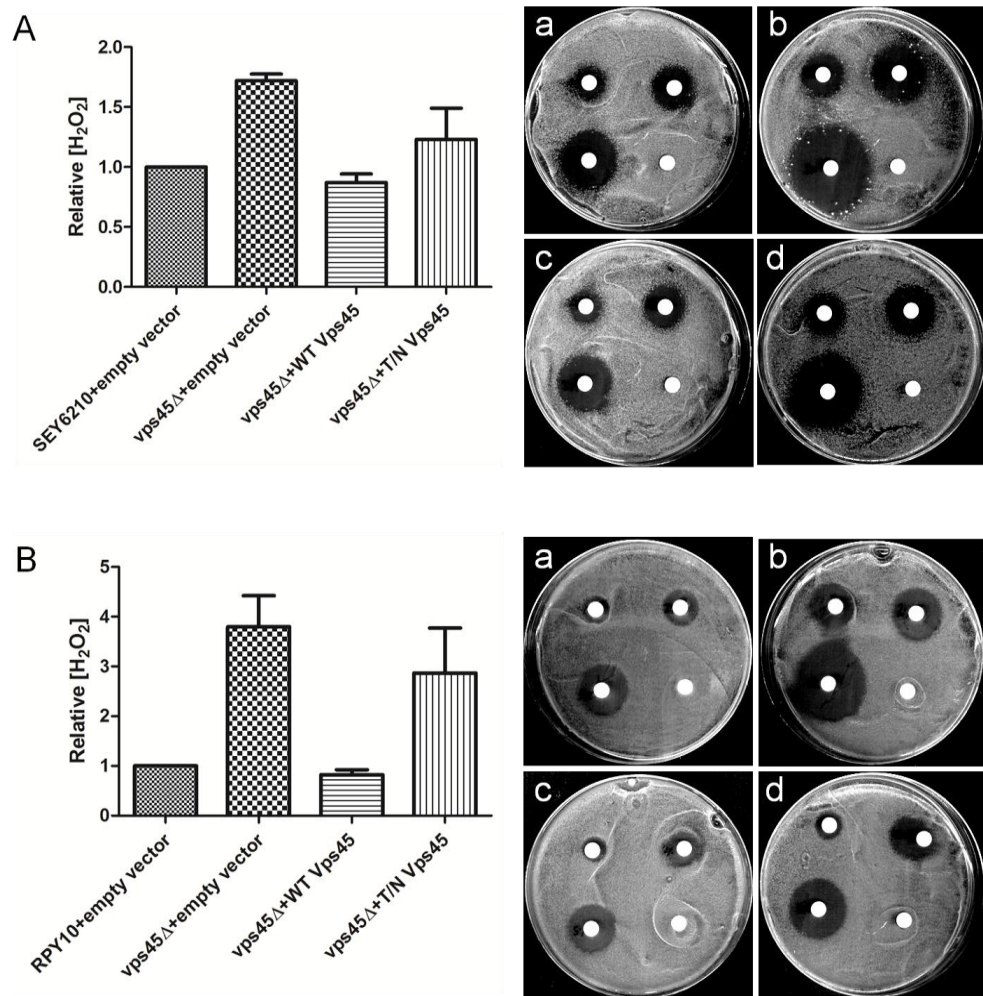 A
Relative [H₂O₂]
2.0
1.5
1.0
0.5
0.0
SEY6210+empty vector
vps45Δ+empty vector
vps45Δ+WT Vps45
vps45Δ+T/N Vps45
a
b
c
d
B
Relative [H₂O₂]
5
4
3
2
1
0
RPY10+empty vector
vps45Δ+empty vector
vps45Δ+WT Vps45
vps45Δ+T/N Vps45
a
b
c
d